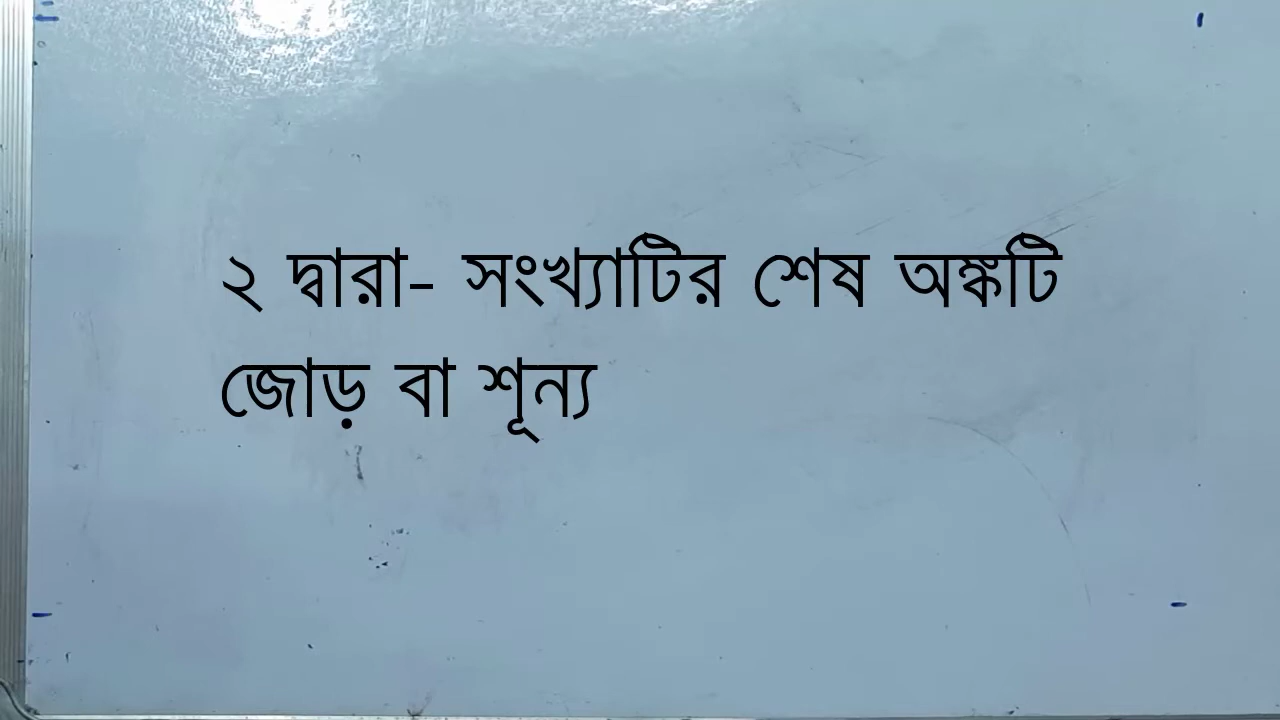 ২ দ্বারা- সংখ্যাটির শেষ অঙ্কটি
জোড় বা শূন্য